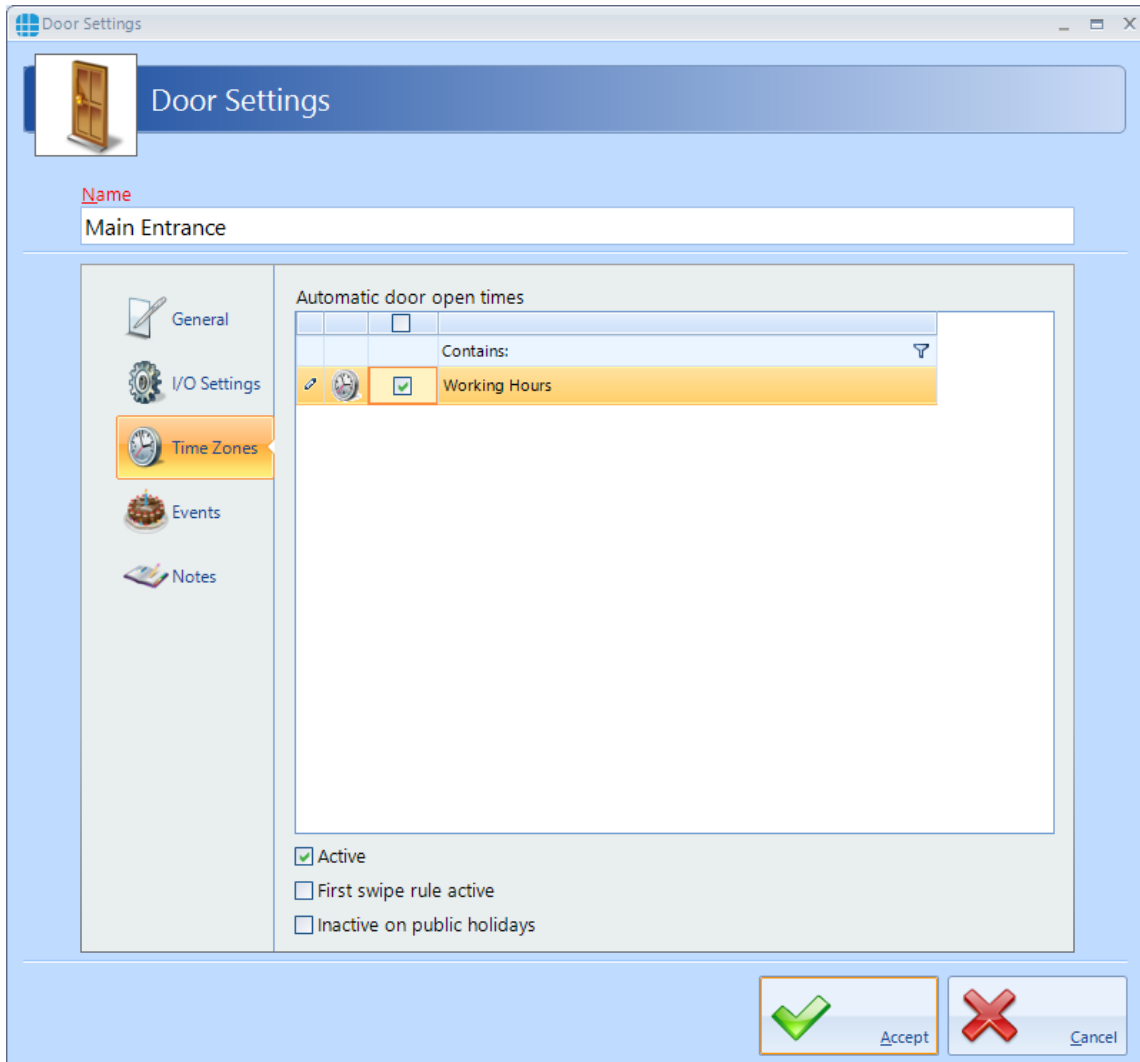 Door Settings
Door Settings
Name
Main Entrance
General
I/O Settings
Time Zones
Events
Notes
Automatic door open times
Contains:
Working Hours
Active
First swipe rule active
Inactive on public holidays
Accept
Cancel